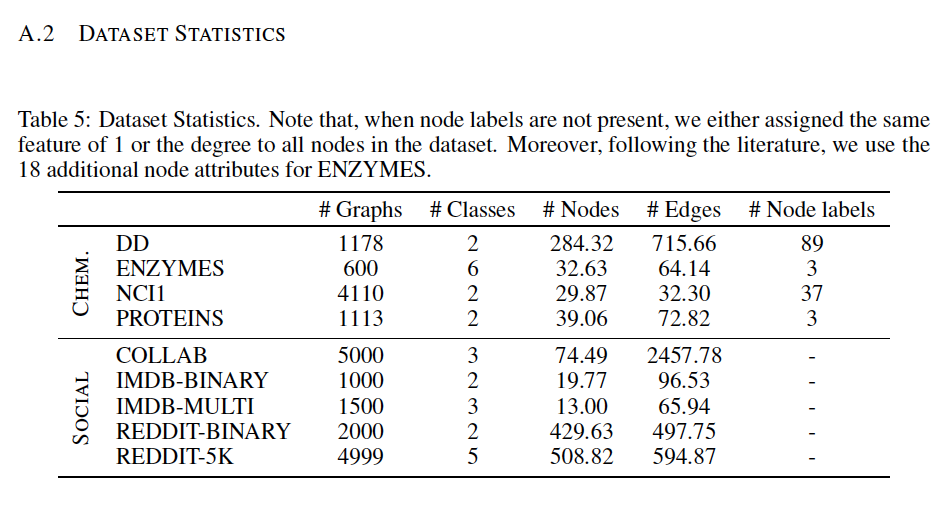 A.2 DATASET STATISTICS
Table 5: Dataset Statistics. Note that, when node labels are not present, we either assigned the same
feature of 1 or the degree to all nodes in the dataset. Moreover, following the literature, we use the
18 additional node attributes for ENZYMES.
# Graphs # Classes # Nodes # Edges # Node labels
CHEM.
DD 1178 2 284.32 715.66 89
ENZYMES 600 6 32.63 64.14 3
NCI1 4110 2 29.87 32.30 37
PROTEINS 1113 2 39.06 72.82 3
SOCIAL
COLLAB 5000 3 74.49 2457.78 -
IMDB-BINARY 1000 2 19.77 96.53 -
IMDB-MULTI 1500 3 13.00 65.94 -
REDDIT-BINARY 2000 2 429.63 497.75 -
REDDIT-5K 4999 5 508.82 594.87 -